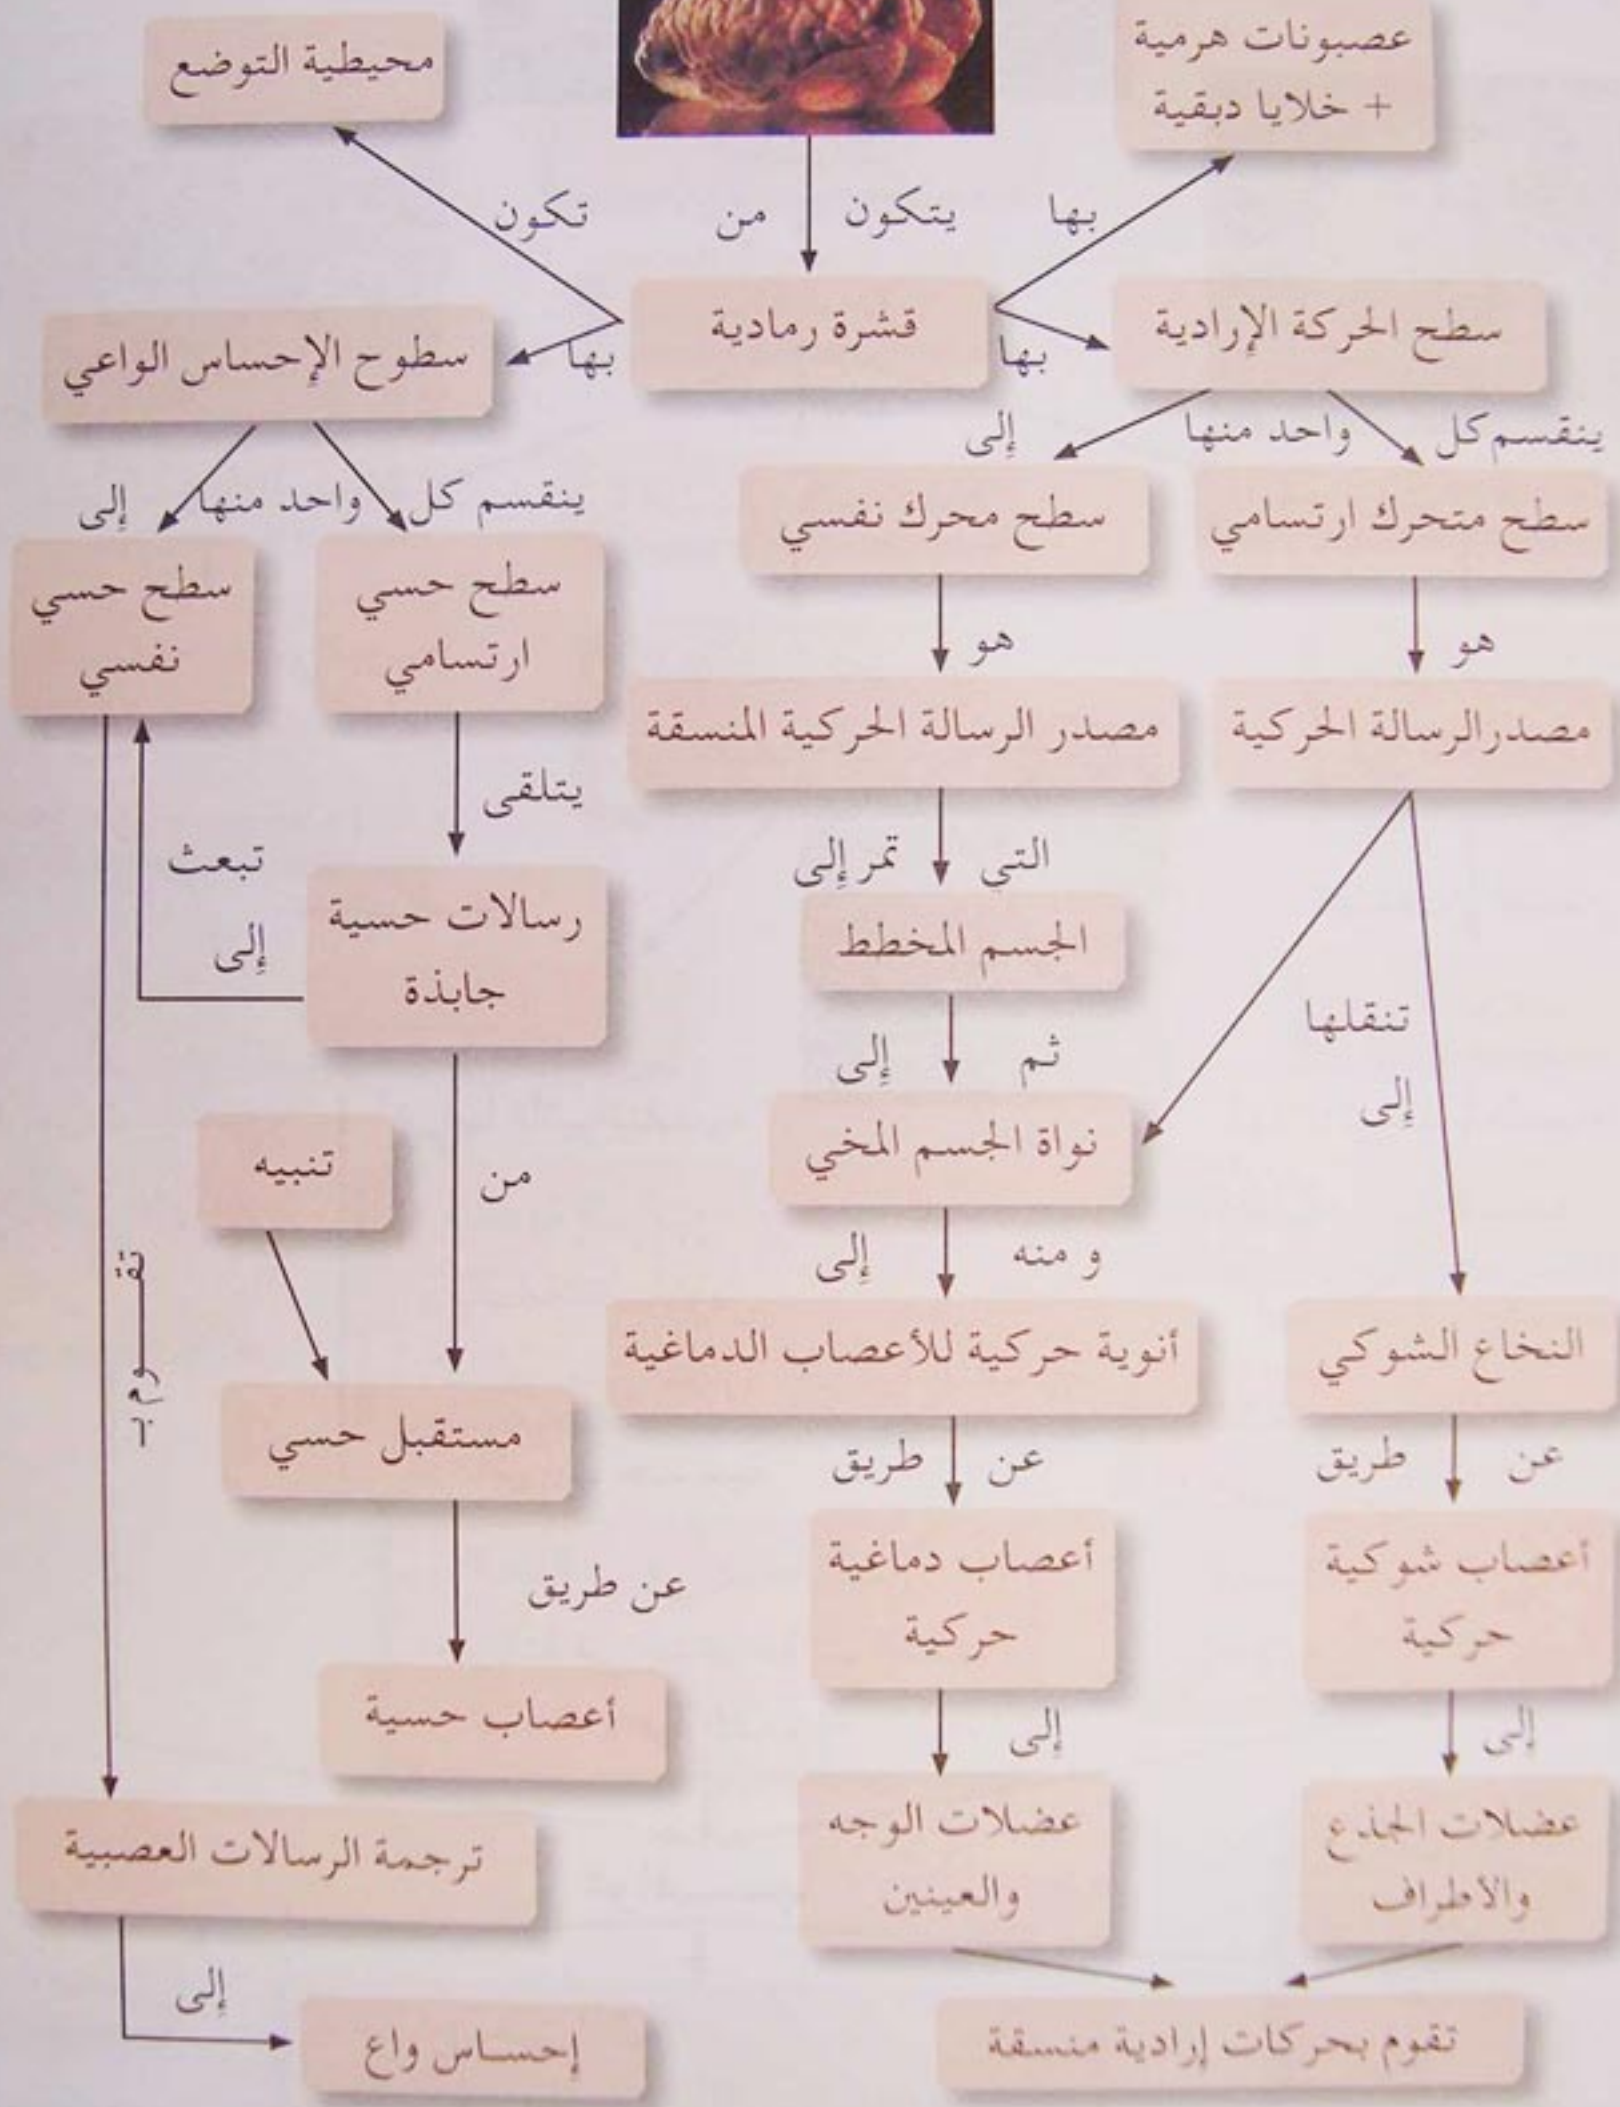 عصبونات هرمية
+ خلايا دبقية
محيطية التوضع
بها
يتكون
من
تكون
سطح الحركة الإرادية
بها
قشرة رمادية
بها
سطوح الإحساس الواعي
ينقسم كل
واحد منها
إلى
ينقسم كل
واحد منها
إلى
سطح متحرك ارتسامي
سطح محرك نفسي
سطح حسي
ارتسامي
سطح حسي
نفسي
هو
هو
مصدر الرسالة الحركية
مصدر الرسالة الحركية المنسقة
يتلقى
التي
تمر إلى
تبعث
إلى
رسالات حسية
جابذة
الجسم المخطط
تنقلها
إلى
ثم
إلى
نواة الجسم المخي
من
تنبيه
و منه
إلى
تقـــوم بـ
النخاع الشوكي
أنوية حركية للأعصاب الدماغية
مستقبل حسي
عن
طريق
عن
طريق
أعصاب شوكية
حركية
أعصاب دماغية
حركية
عن طريق
أعصاب حسية
إلى
إلى
عضلات الجذع
والأطراف
عضلات الوجه
والعينين
ترجمة الرسالات العصبية
إلى
تقوم بحركات إرادية منسقة
إحساس واع